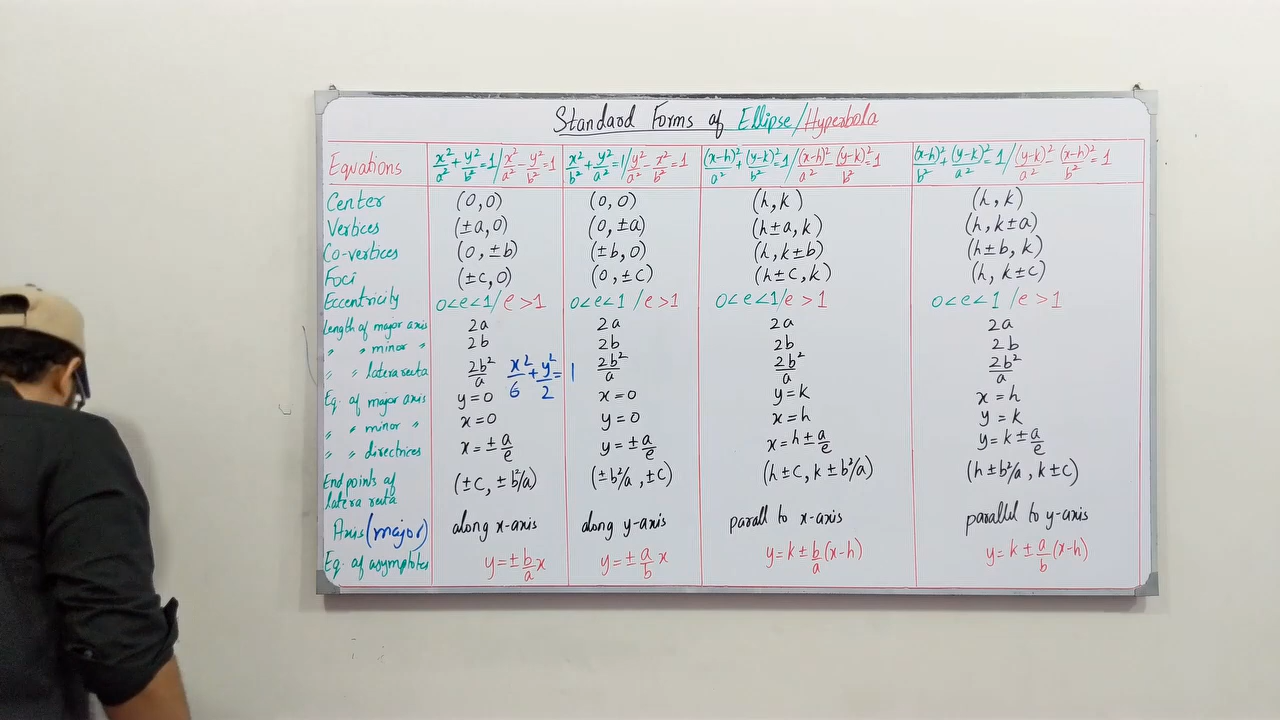 Standard Forms of Ellipse/Hyperbola
Equations x²/a² + y²/b² = 1 / x²/a² - y²/b² = 1 x²/b² + y²/a² = 1 / y²/a² - x²/b² = 1 (x-h)²/a² + (y-k)²/b² = 1 / (x-h)²/a² - (y-k)²/b² = 1 (x-h)²/b² + (y-k)²/a² = 1 / (y-k)²/a² - (x-h)²/b² = 1
Center (0,0) (0,0) (h,k) (h,k)
Vertices (±a,0) (0,±a) (h±a,k) (h,k±a)
Co-vertices (0,±b) (±b,0) (h,k±b) (h±b,k)
Foci (±c,0) (0,±c) (h±c,k) (h,k±c)
Eccentricity 0<e<1/e>1 0<e<1/e>1 0<e<1/e>1 0<e<1/e>1
Length of major axis 2a 2a 2a 2a
" " minor " 2b 2b 2b 2b
" " latera recta 2b²/a x²/6 + y²/2 = 1 2b²/a 2b²/a 2b²/a
Eq. of major axis y=0 x=0 y=k x=h
" " minor " x=0 y=0 x=h y=k
" " directrices x=±a/e y=±a/e x=h±a/e y=k±a/e
Endpoints of (±c,±b²/a) (±b²/a,±c) (h±c,k±b²/a) (h±b²/a,k±c)
latera recta
Axis (major) along x-axis along y-axis parall to x-axis parallel to y-axis
Eq. of asymptotes y=±b/a x y=±a/b x y=k±b/a(x-h) y=k±a/b(x-h)